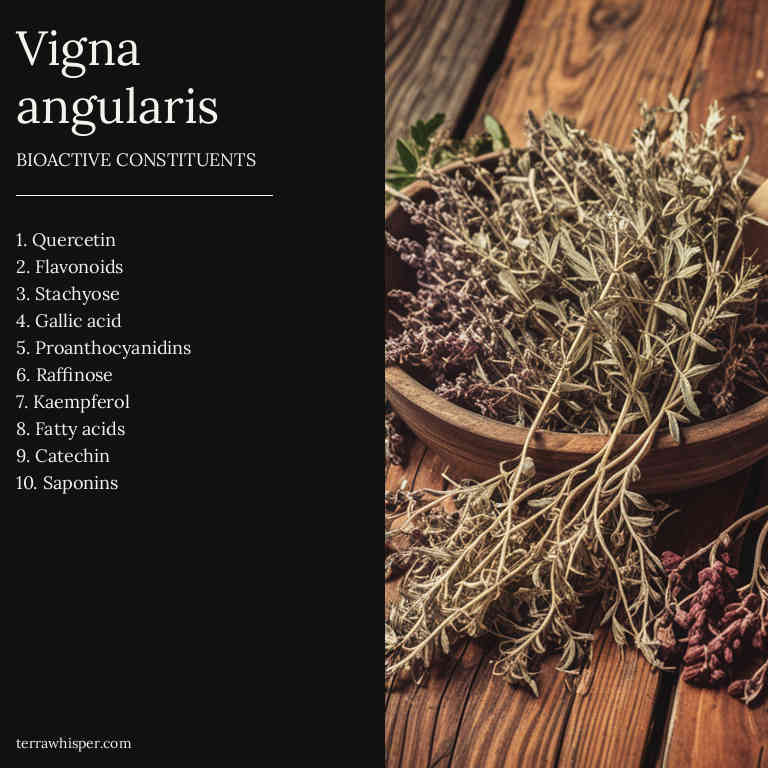 Vigna
angularis
BIOACTIVE CONSTITUENTS
1. Quercetin
2. Flavonoids
3. Stachyose
4. Gallic acid
5. Proanthocyanidins
6. Raffinose
7. Kaempferol
8. Fatty acids
9. Catechin
10. Saponins
terrawhisper.com